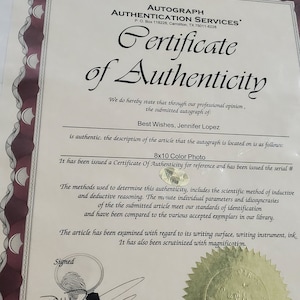 AUTOGRAPH
AUTHENTICATION SERVICES
Certificate
of Authenticity
We do hereby state that through our professional opinion,
the submitted autograph of
Best Wishes, Jennifer Lopez
is authentic. the description of the article that the autograph is located on is as follows:
8x10 Color Photo
It has been issued a Certificate Of Authenticity for reference and has been issued the serial #
The methods used to determine this authenticity, includes the scientific method of inductive
and deductive reasoning. The minute individual parameters and idiosyncrasies
of the submitted article meet our standards of identification
and have been compared to the various accepted exemplars in our library.
The article has been examined with regard to its writing surface, writing instrument, ink,
It has also been scrutinized with magnification.
Signed